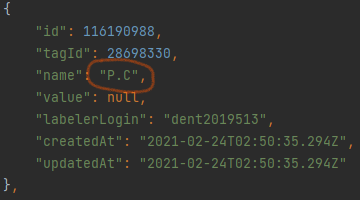 {
"id": 116190988,
"tagId": 28698330,
"name": "P.C",
"value": null,
"labelerLogin": "dent2019513",
"createdAt": "2021-02-24T02:50:35.294Z",
"updatedAt": "2021-02-24T02:50:35.294Z"
},